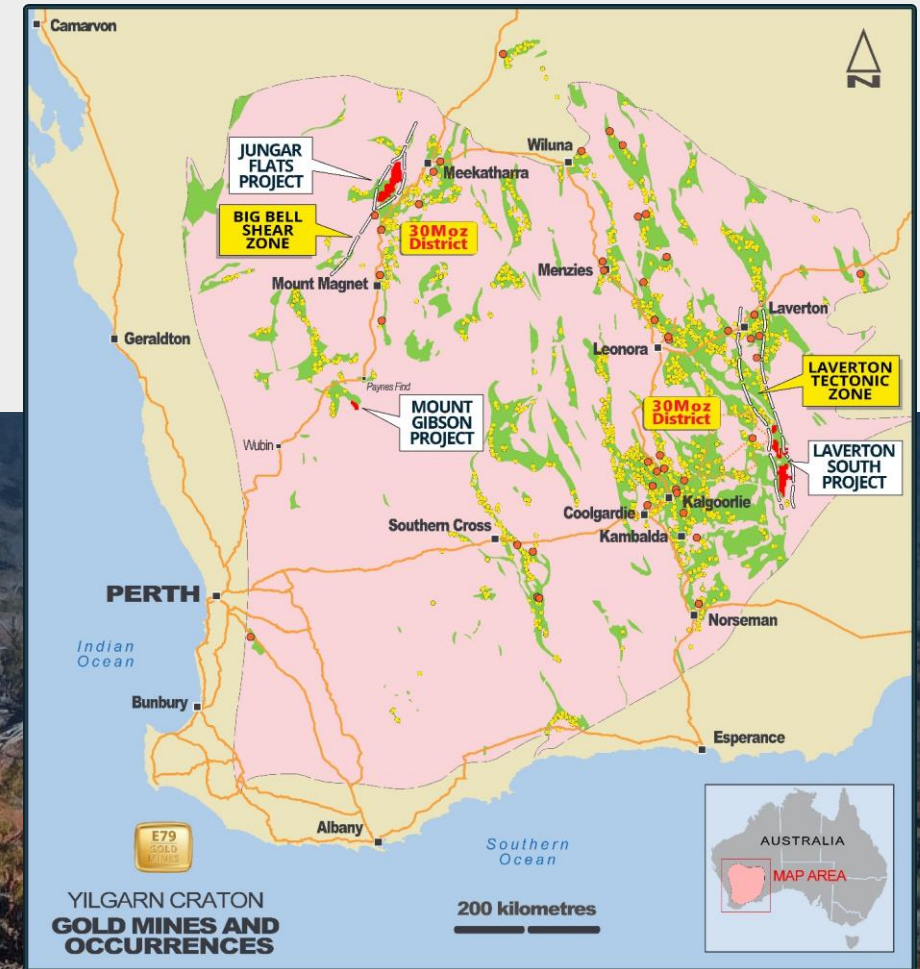 Camarvon
N
JUNGAR
FLATS
PROJECT
Wiluna
Meekatharra
BIG BELL
SHEAR
ZONE
30Moz
District
Menzies
Mount Magnet
Laverton
Geraldton
Leonora
LAVERTON
TECTONIC
ZONE
Paynes Find
MOUNT
GIBSON
PROJECT
30Moz
District
Wubin
LAVERTON
SOUTH
PROJECT
Kalgoorlie
Coolgardie
Southern Cross
Kambalda
PERTH
Norseman
Indian
Ocean
Bunbury
Esperance
Albany
Southern
Ocean
AUSTRALIA
MAP AREA
E79
GOLD
MINES
YILGARN CRATON
GOLD MINES AND
OCCURRENCES
200 kilometres